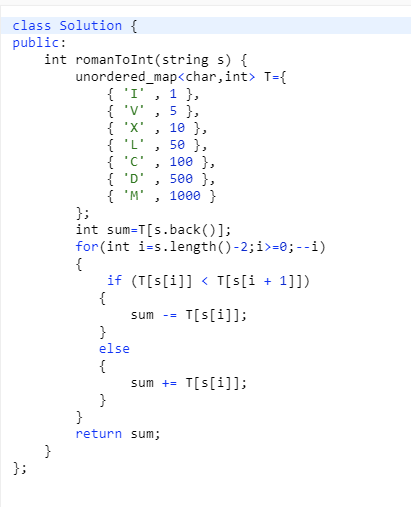 class Solution {
public:
    int romanToInt(string s) {
        unordered_map<char,int> T={
            { 'I' , 1 },
            { 'V' , 5 },
            { 'X' , 10 },
            { 'L' , 50 },
            { 'C' , 100 },
            { 'D' , 500 },
            { 'M' , 1000 }
        };
        int sum=T[s.back()];
        for(int i=s.length()-2;i>=0;--i)
        {
            if (T[s[i]] < T[s[i + 1]])
           {
               sum -= T[s[i]];
           }
           else
           {
               sum += T[s[i]];
           }
        }
        return sum;
    }
};